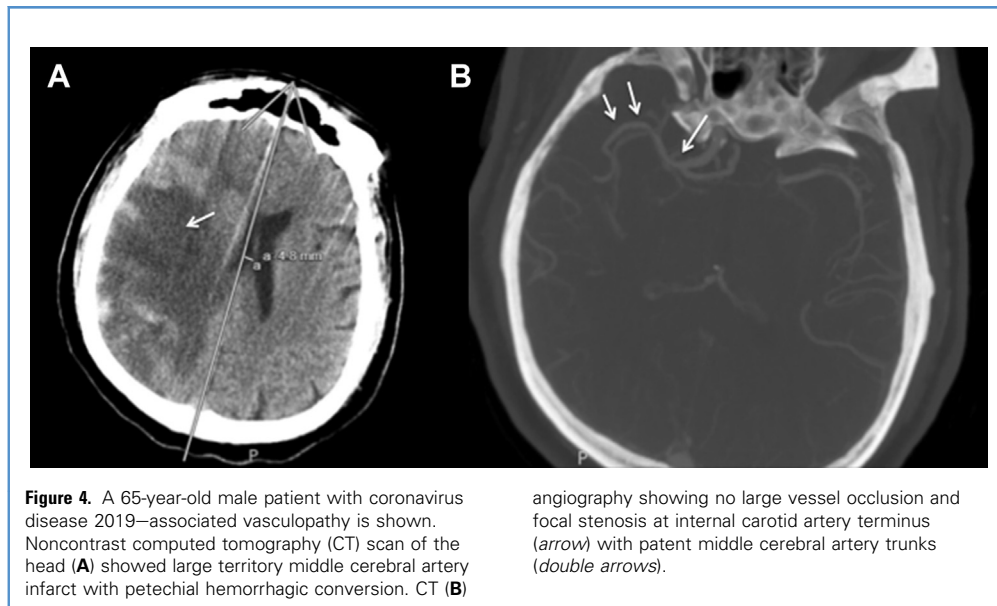 A
B
a
a 4.8 mm
P
P
Figure 4. A 65-year-old male patient with coronavirus
disease 2019—associated vasculopathy is shown.
Noncontrast computed tomography (CT) scan of the
head (A) showed large territory middle cerebral artery
infarct with petechial hemorrhagic conversion. CT (B)
angiography showing no large vessel occlusion and
focal stenosis at internal carotid artery terminus
(arrow) with patent middle cerebral artery trunks
(double arrows).